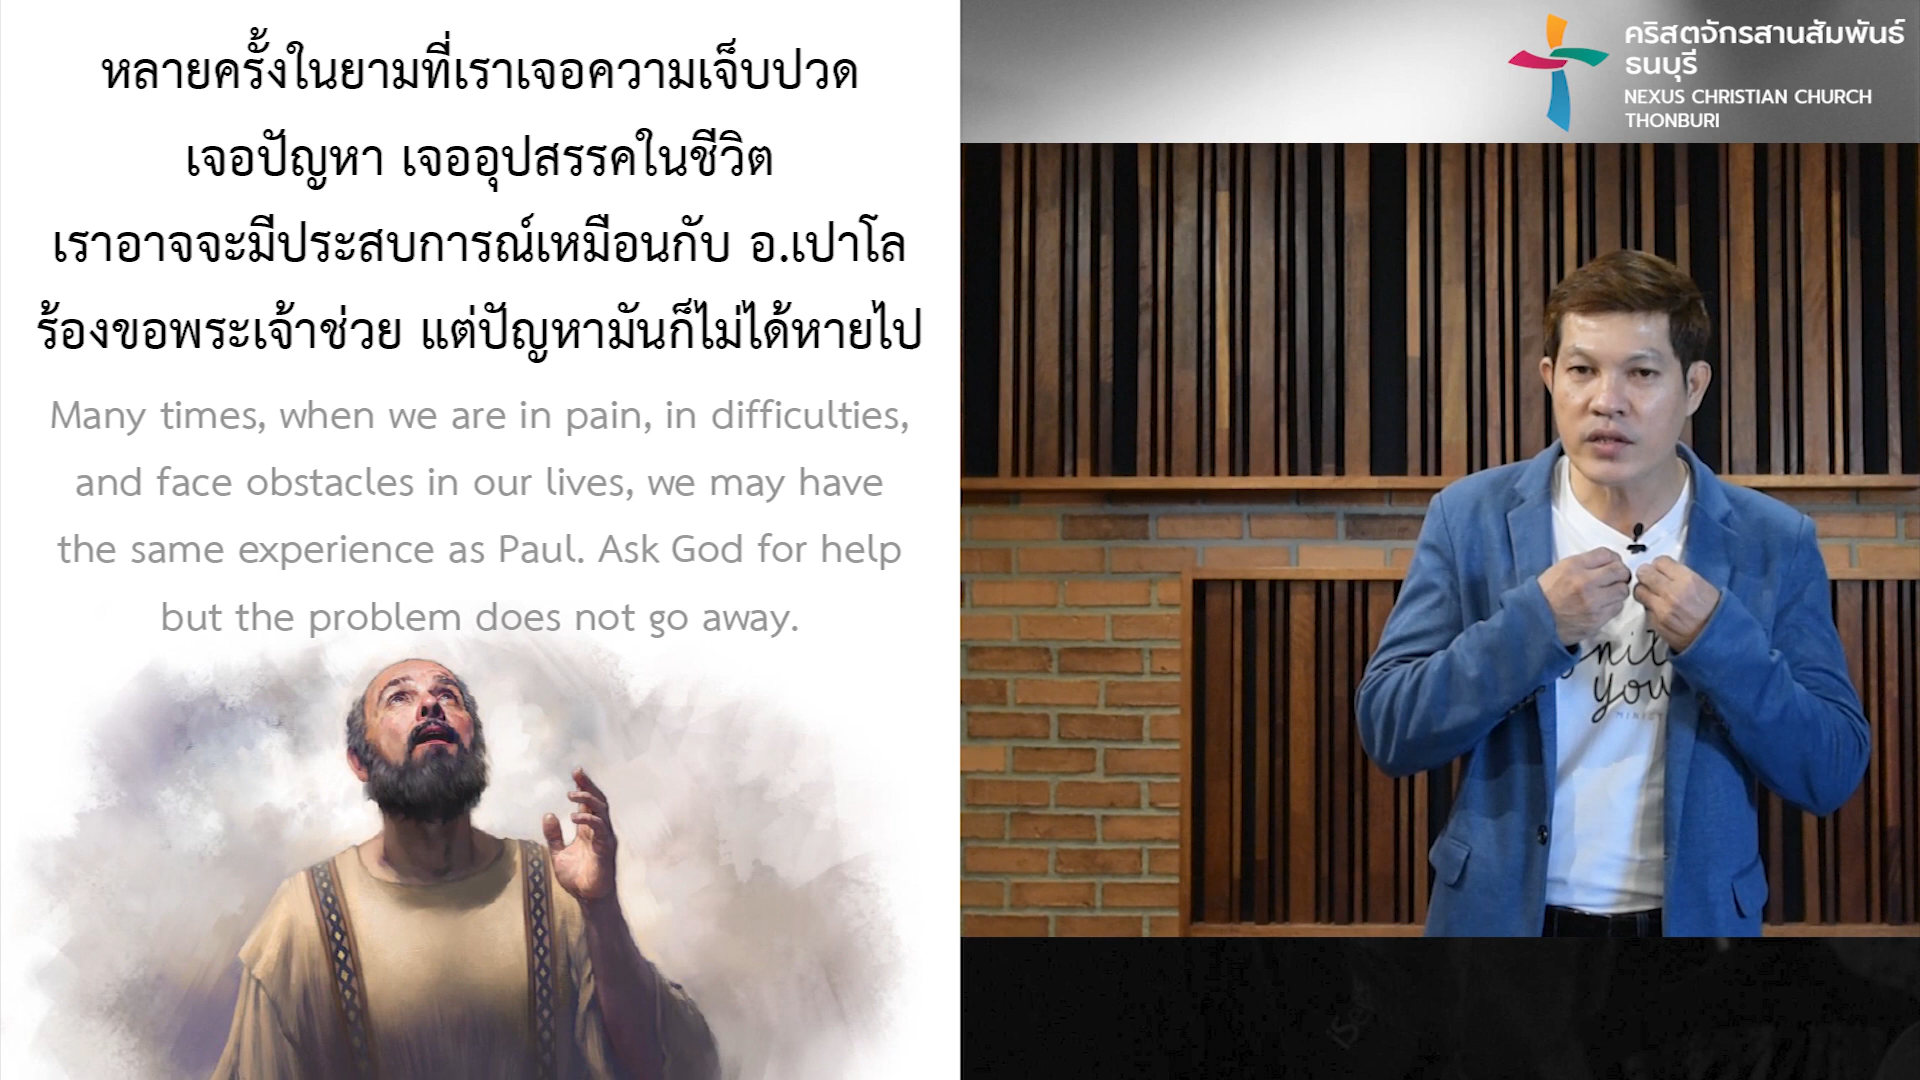 หลายครั้งในยามที่เราเจอความเจ็บปวด
เจอปัญหา เจออุปสรรคในชีวิต
เราอาจจะมีประสบการณ์เหมือนกับ อ.เปาโล
ร้องขอพระเจ้าช่วย แต่ปัญหามันก็ไม่ได้หายไป
Many times, when we are in pain, in difficulties,
and face obstacles in our lives, we may have
the same experience as Paul. Ask God for help
but the problem does not go away.
คริสตจักรสานสัมพันธ์
ธนบุรี
NEXUS CHRISTIAN CHURCH
THONBURI
you